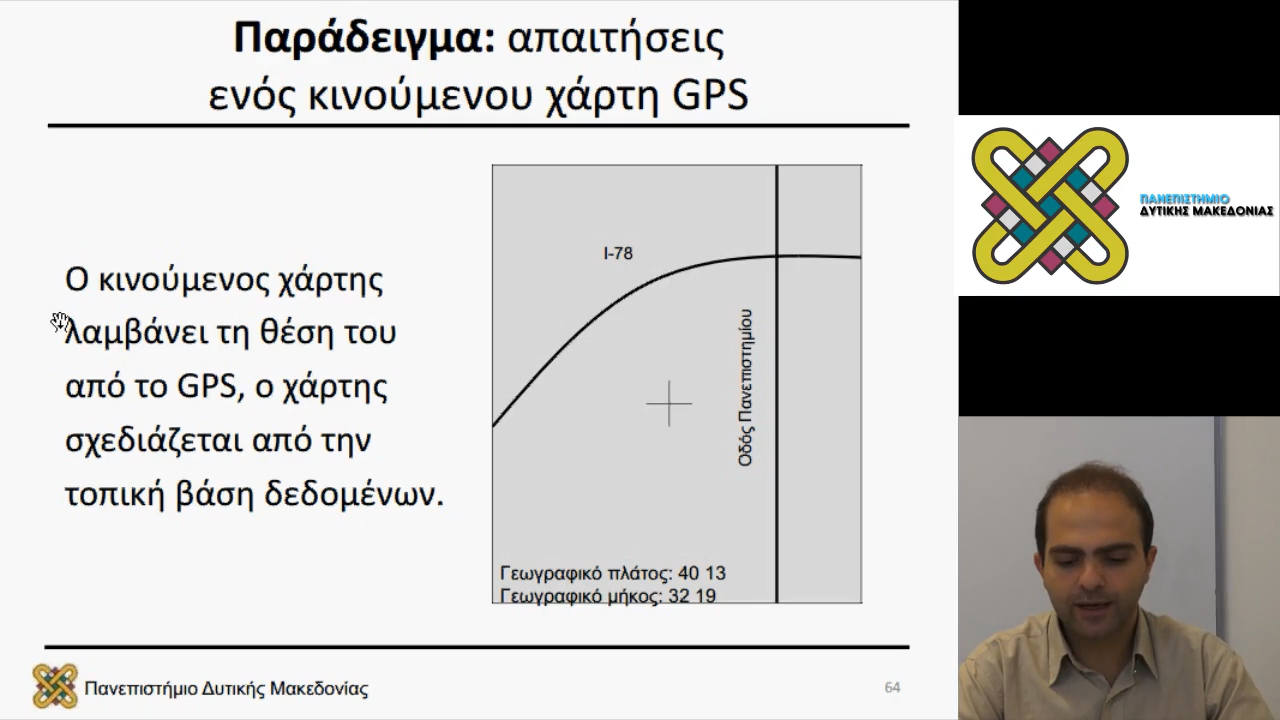 Παράδειγμα: απαιτήσεις
ενός κινούμενου χάρτη GPS
Ο κινούμενος χάρτης
λαμβάνει τη θέση του
από το GPS, ο χάρτης
σχεδιάζεται από την
τοπική βάση δεδομένων.
I-78
Οδός Πανεπιστημίου
Γεωγραφικό πλάτος: 40 13
Γεωγραφικό μήκος: 32 19
Πανεπιστήμιο Δυτικής Μακεδονίας
64
ΠΑΝΕΠΙΣΤΗΜΙΟ
ΔΥΤΙΚΗΣ ΜΑΚΕΔΟΝΙΑΣ